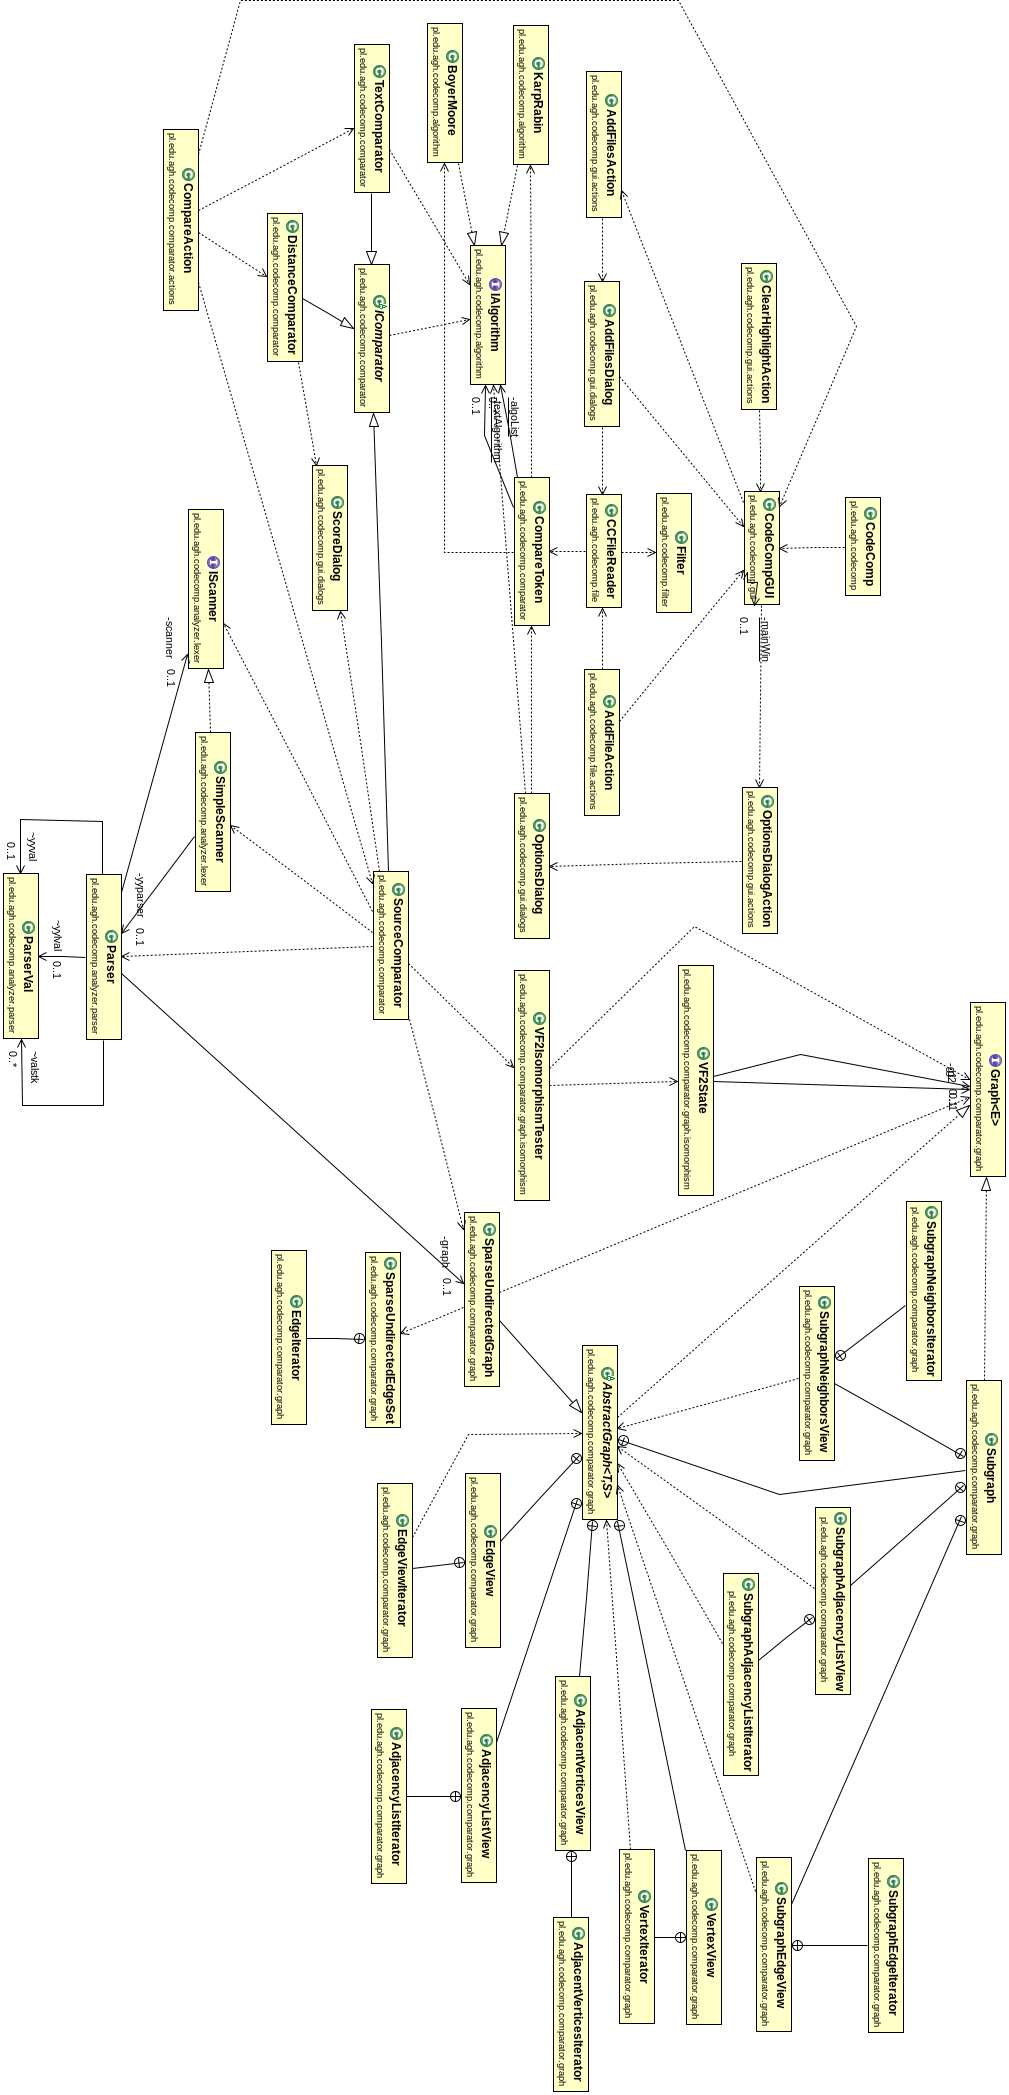 Graph<E>
pl.edu.agh.codecomp.comparator.graph
Subgraph
pl.edu.agh.codecomp.comparator.graph
SubgraphNeighborsIterator
pl.edu.agh.codecomp.comparator.graph
SubgraphEdgeIterator
pl.edu.agh.codecomp.comparator.graph
CodeComp
pl.edu.agh.codecomp
SubgraphAdjacencyListView
pl.edu.agh.codecomp.comparator.graph
SubgraphNeighborsView
pl.edu.agh.codecomp.comparator.graph
SubgraphEdgeView
pl.edu.agh.codecomp.comparator.graph
ClearHighlightAction
pl.edu.agh.codecomp.gui.actions
CodeCompGUI
pl.edu.agh.codecomp.gui
-mainWin
0..1
OptionsDialogAction
pl.edu.agh.codecomp.gui.actions
SubgraphAdjacencyListIterator
pl.edu.agh.codecomp.comparator.graph
VF2State
pl.edu.agh.codecomp.comparator.graph.isomorphism
VertexView
pl.edu.agh.codecomp.comparator.graph
Filter
pl.edu.agh.codecomp.filter
VertexIterator
pl.edu.agh.codecomp.comparator.graph
AddFilesAction
pl.edu.agh.codecomp.gui.actions
AddFilesDialog
pl.edu.agh.codecomp.gui.dialogs
CCFileReader
pl.edu.agh.codecomp.file
AddFileAction
pl.edu.agh.codecomp.file.actions
AbstractGraph<T,S>
pl.edu.agh.codecomp.comparator.graph
AdjacentVerticesView
pl.edu.agh.codecomp.comparator.graph
AdjacentVerticesIterator
pl.edu.agh.codecomp.comparator.graph
KarpRabin
pl.edu.agh.codecomp.algorithm
CompareToken
pl.edu.agh.codecomp.comparator
OptionsDialog
pl.edu.agh.codecomp.gui.dialogs
VF2IsomorphismTester
pl.edu.agh.codecomp.comparator.graph.isomorphism
-algoList
-textAlgorithm
0..1
IAlgorithm
pl.edu.agh.codecomp.algorithm
SparseUndirectedGraph
pl.edu.agh.codecomp.comparator.graph
-graph 0..1
EdgeView
pl.edu.agh.codecomp.comparator.graph
AdjacencyListView
pl.edu.agh.codecomp.comparator.graph
BoyerMoore
pl.edu.agh.codecomp.algorithm
SourceComparator
pl.edu.agh.codecomp.comparator
EdgeViewIterator
pl.edu.agh.codecomp.comparator.graph
AdjacencyListIterator
pl.edu.agh.codecomp.comparator.graph
TextComparator
pl.edu.agh.codecomp.comparator
IComparator
pl.edu.agh.codecomp.comparator
SparseUndirectedEdgeSet
pl.edu.agh.codecomp.comparator.graph
ScoreDialog
pl.edu.agh.codecomp.gui.dialogs
DistanceComparator
pl.edu.agh.codecomp.comparator
EdgeIterator
pl.edu.agh.codecomp.comparator.graph
SimpleScanner
pl.edu.agh.codecomp.analyzer.lexer
IScanner
pl.edu.agh.codecomp.analyzer.lexer
CompareAction
pl.edu.agh.codecomp.comparator.actions
-scanner 0..1
-yyparser 0..1
Parser
pl.edu.agh.codecomp.analyzer.parser
~yyval
0..1
~yylval 0..1
~valstk
0..*
ParserVal
pl.edu.agh.codecomp.analyzer.parser